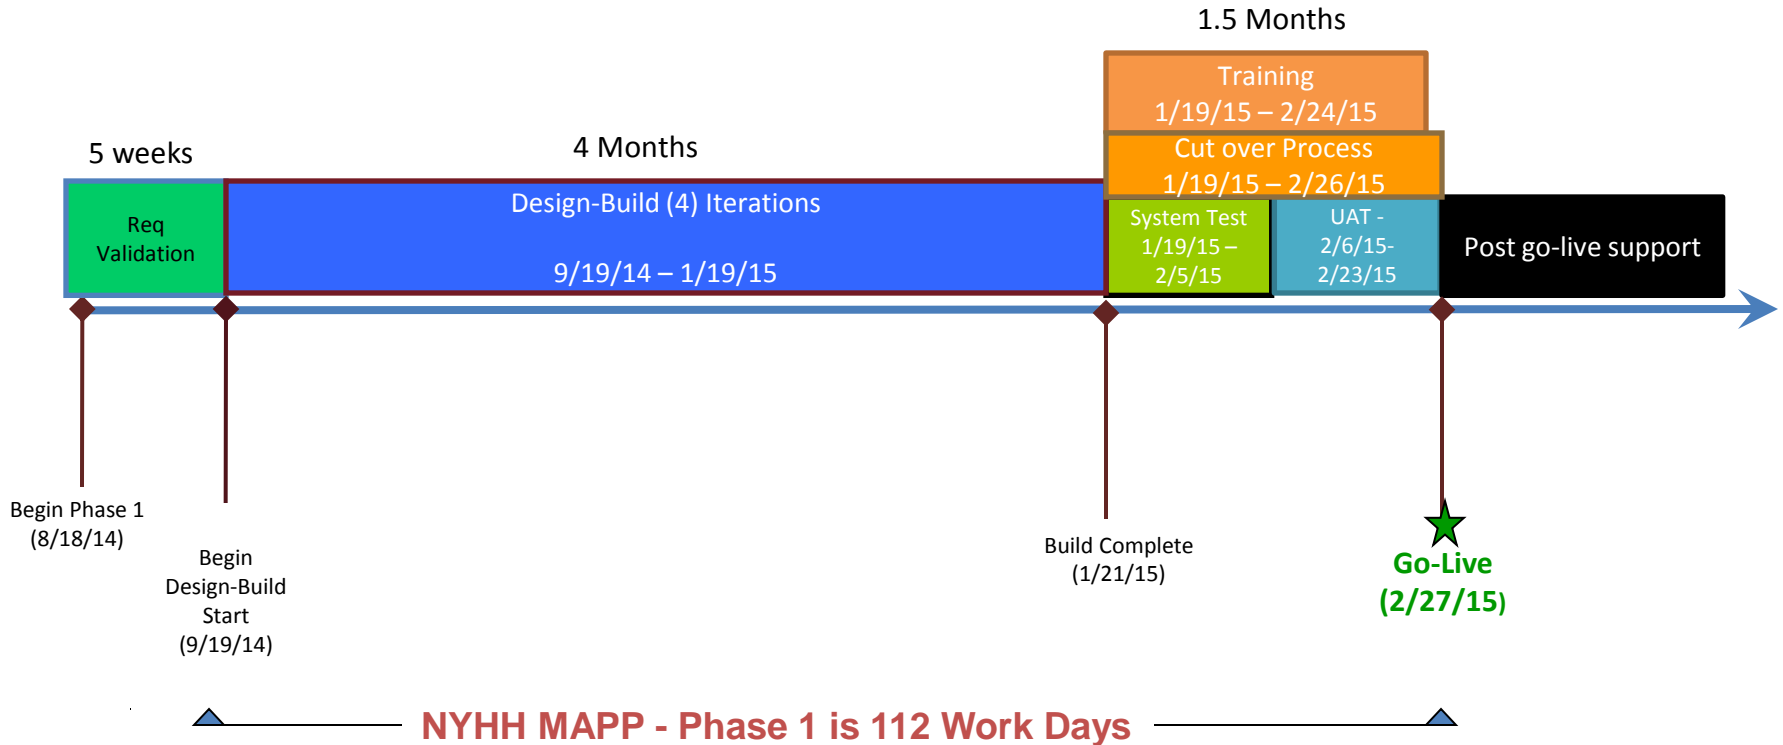 1.5 Months
Training
1/19/15 – 2/24/15
5 weeks
4 Months
Cut over Process
1/19/15 – 2/26/15
Req
Validation
Design-Build (4) Iterations
9/19/14 – 1/19/15
System Test
1/19/15 –
2/5/15
UAT -
2/6/15-
2/23/15
Post go-live support
Begin Phase 1
(8/18/14)
Begin
Design-Build
Start
(9/19/14)
Build Complete
(1/21/15)
Go-Live
(2/27/15)
NYHH MAPP - Phase 1 is 112 Work Days